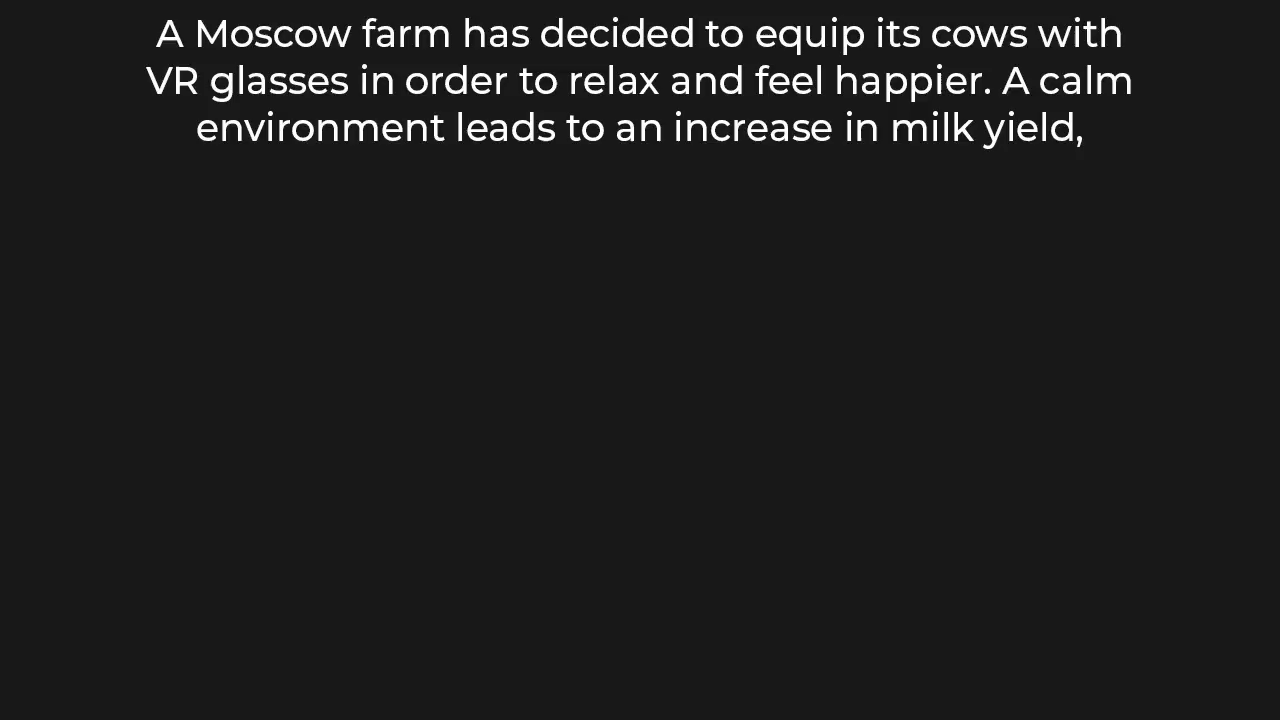 A Moscow farm has decided to equip its cows with
VR glasses in order to relax and feel happier. A calm
environment leads to an increase in milk yield,